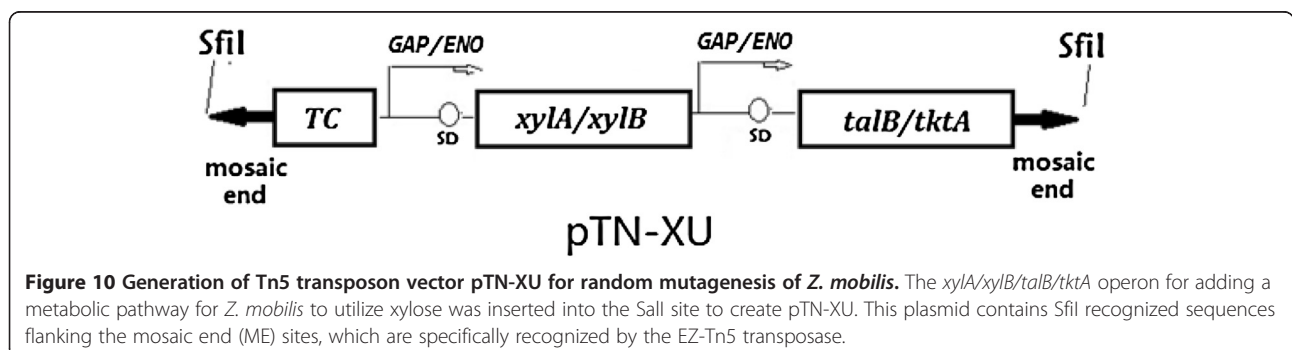 GAP/ENO
GAP/ENO
SfiI
SfiI
TC
SD
xylA/xylB
SD
talB/tktA
mosaic
end
mosaic
end
pTN-XU
Figure 10 Generation of Tn5 transposon vector pTN-XU for random mutagenesis of Z. mobilis. The xylA/xylB/talB/tktA operon for adding a
metabolic pathway for Z. mobilis to utilize xylose was inserted into the SalI site to create pTN-XU. This plasmid contains SfiI recognized sequences
flanking the mosaic end (ME) sites, which are specifically recognized by the EZ-Tn5 transposase.